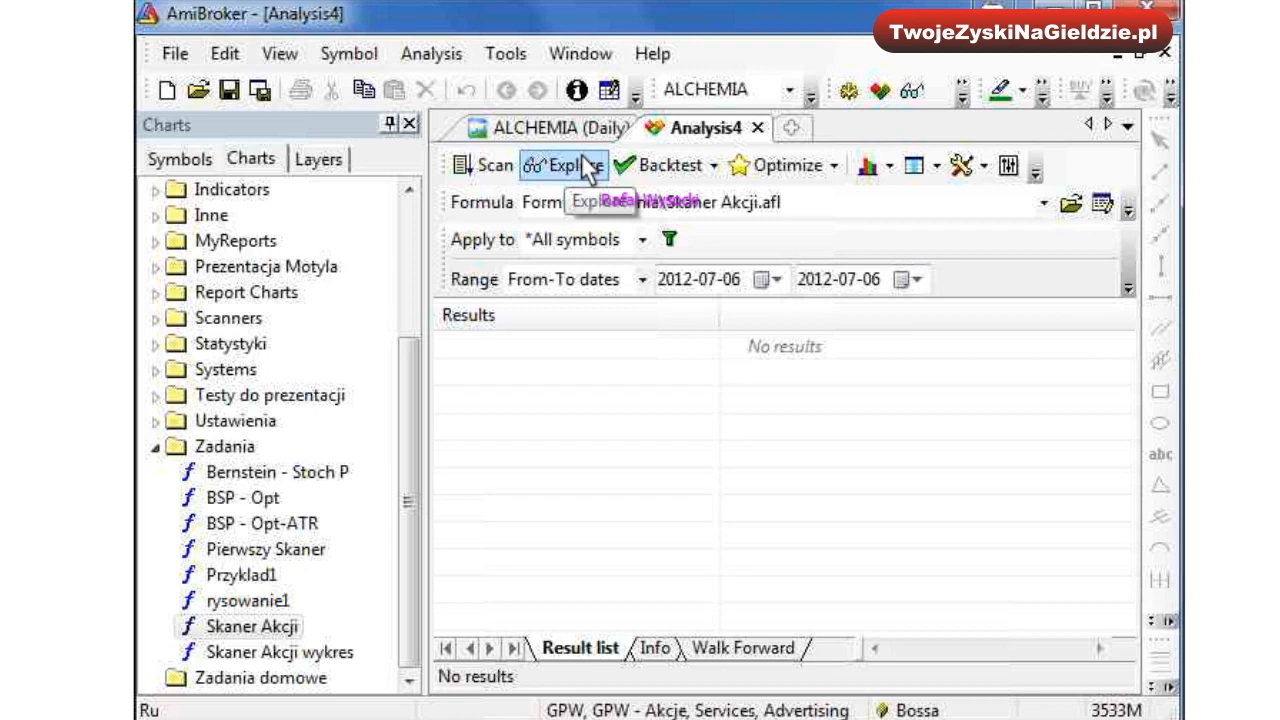 AmiBroker - [Analysis4]
TwojeZyskiNaGieldzie.pl
File Edit View Symbol Analysis Tools Window Help
ALCHEMIA
Charts
ALCHEMIA (Daily) Analysis4
Symbols Charts Layers
Scan Explore Backtest Optimize
Indicators
Formula Skaner Akcji.afl
Explore
Rafał Wysocki
Inne
MyReports
Apply to *All symbols
Prezentacja Motyla
Range From-To dates 2012-07-06 2012-07-06
Report Charts
Scanners
Results
Statystyki
No results
Systems
Testy do prezentacji
Ustawienia
Zadania
Bernstein - Stoch P
abc
BSP - Opt
BSP - Opt-ATR
Pierwszy Skaner
Przyklad1
rysowanie1
Skaner Akcji
Skaner Akcji wykres
Result list Info Walk Forward
Zadania domowe
No results
Ru GPW, GPW - Akcje, Services, Advertising Bossa 3533M